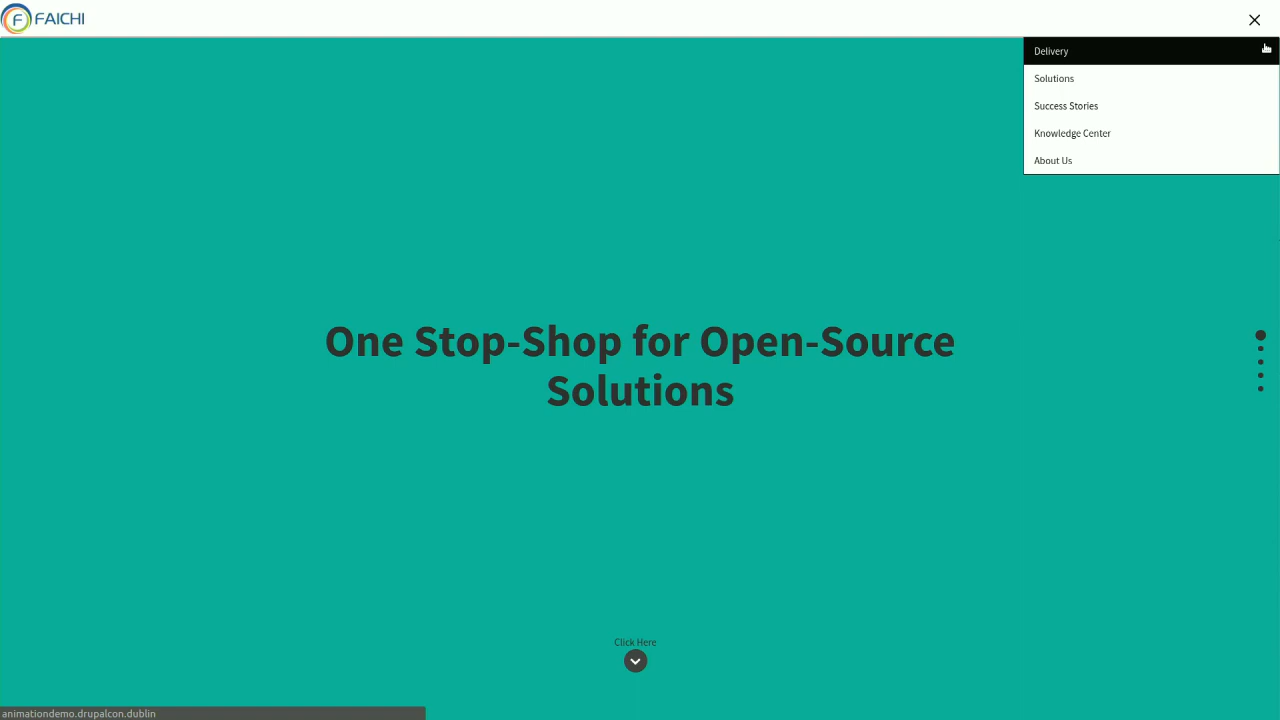 FAICHI
Delivery
Solutions
Success Stories
Knowledge Center
About Us
One Stop-Shop for Open-Source
Solutions
Click Here
animationdemo.drupalcon.dublin